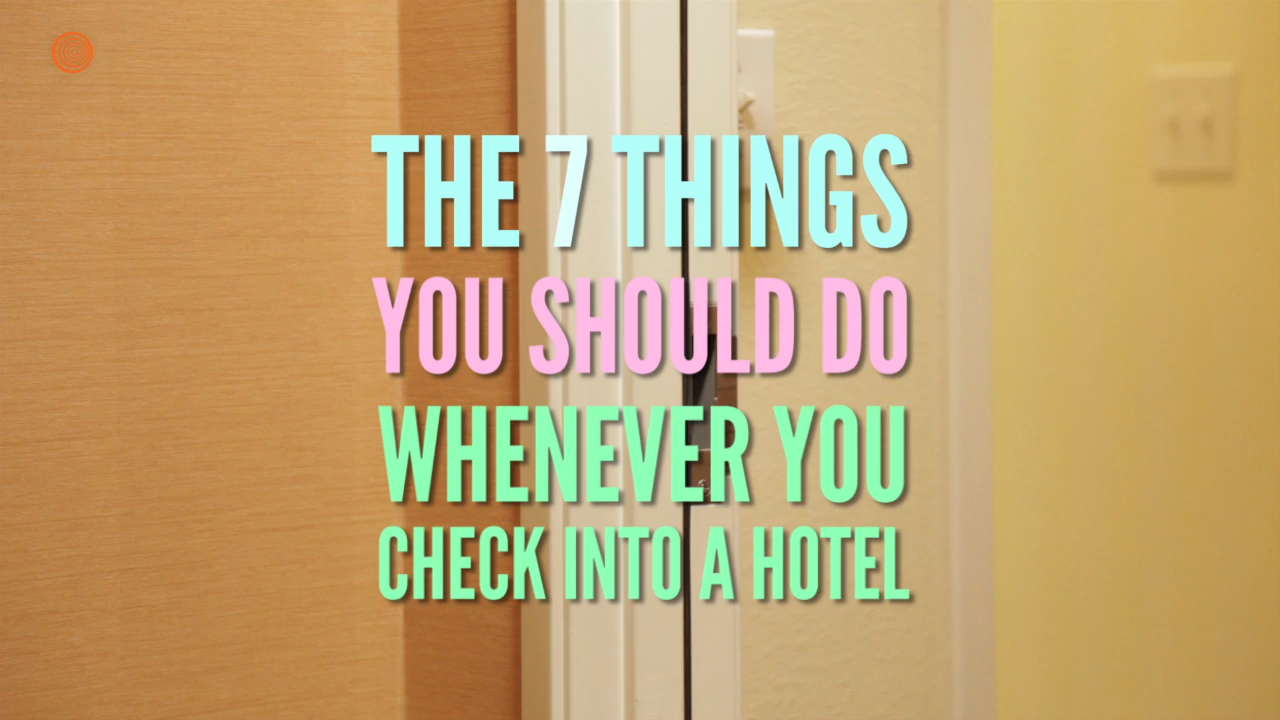 THE 7 THINGS
YOU SHOULD DO
WHENEVER YOU
CHECK INTO A HOTEL